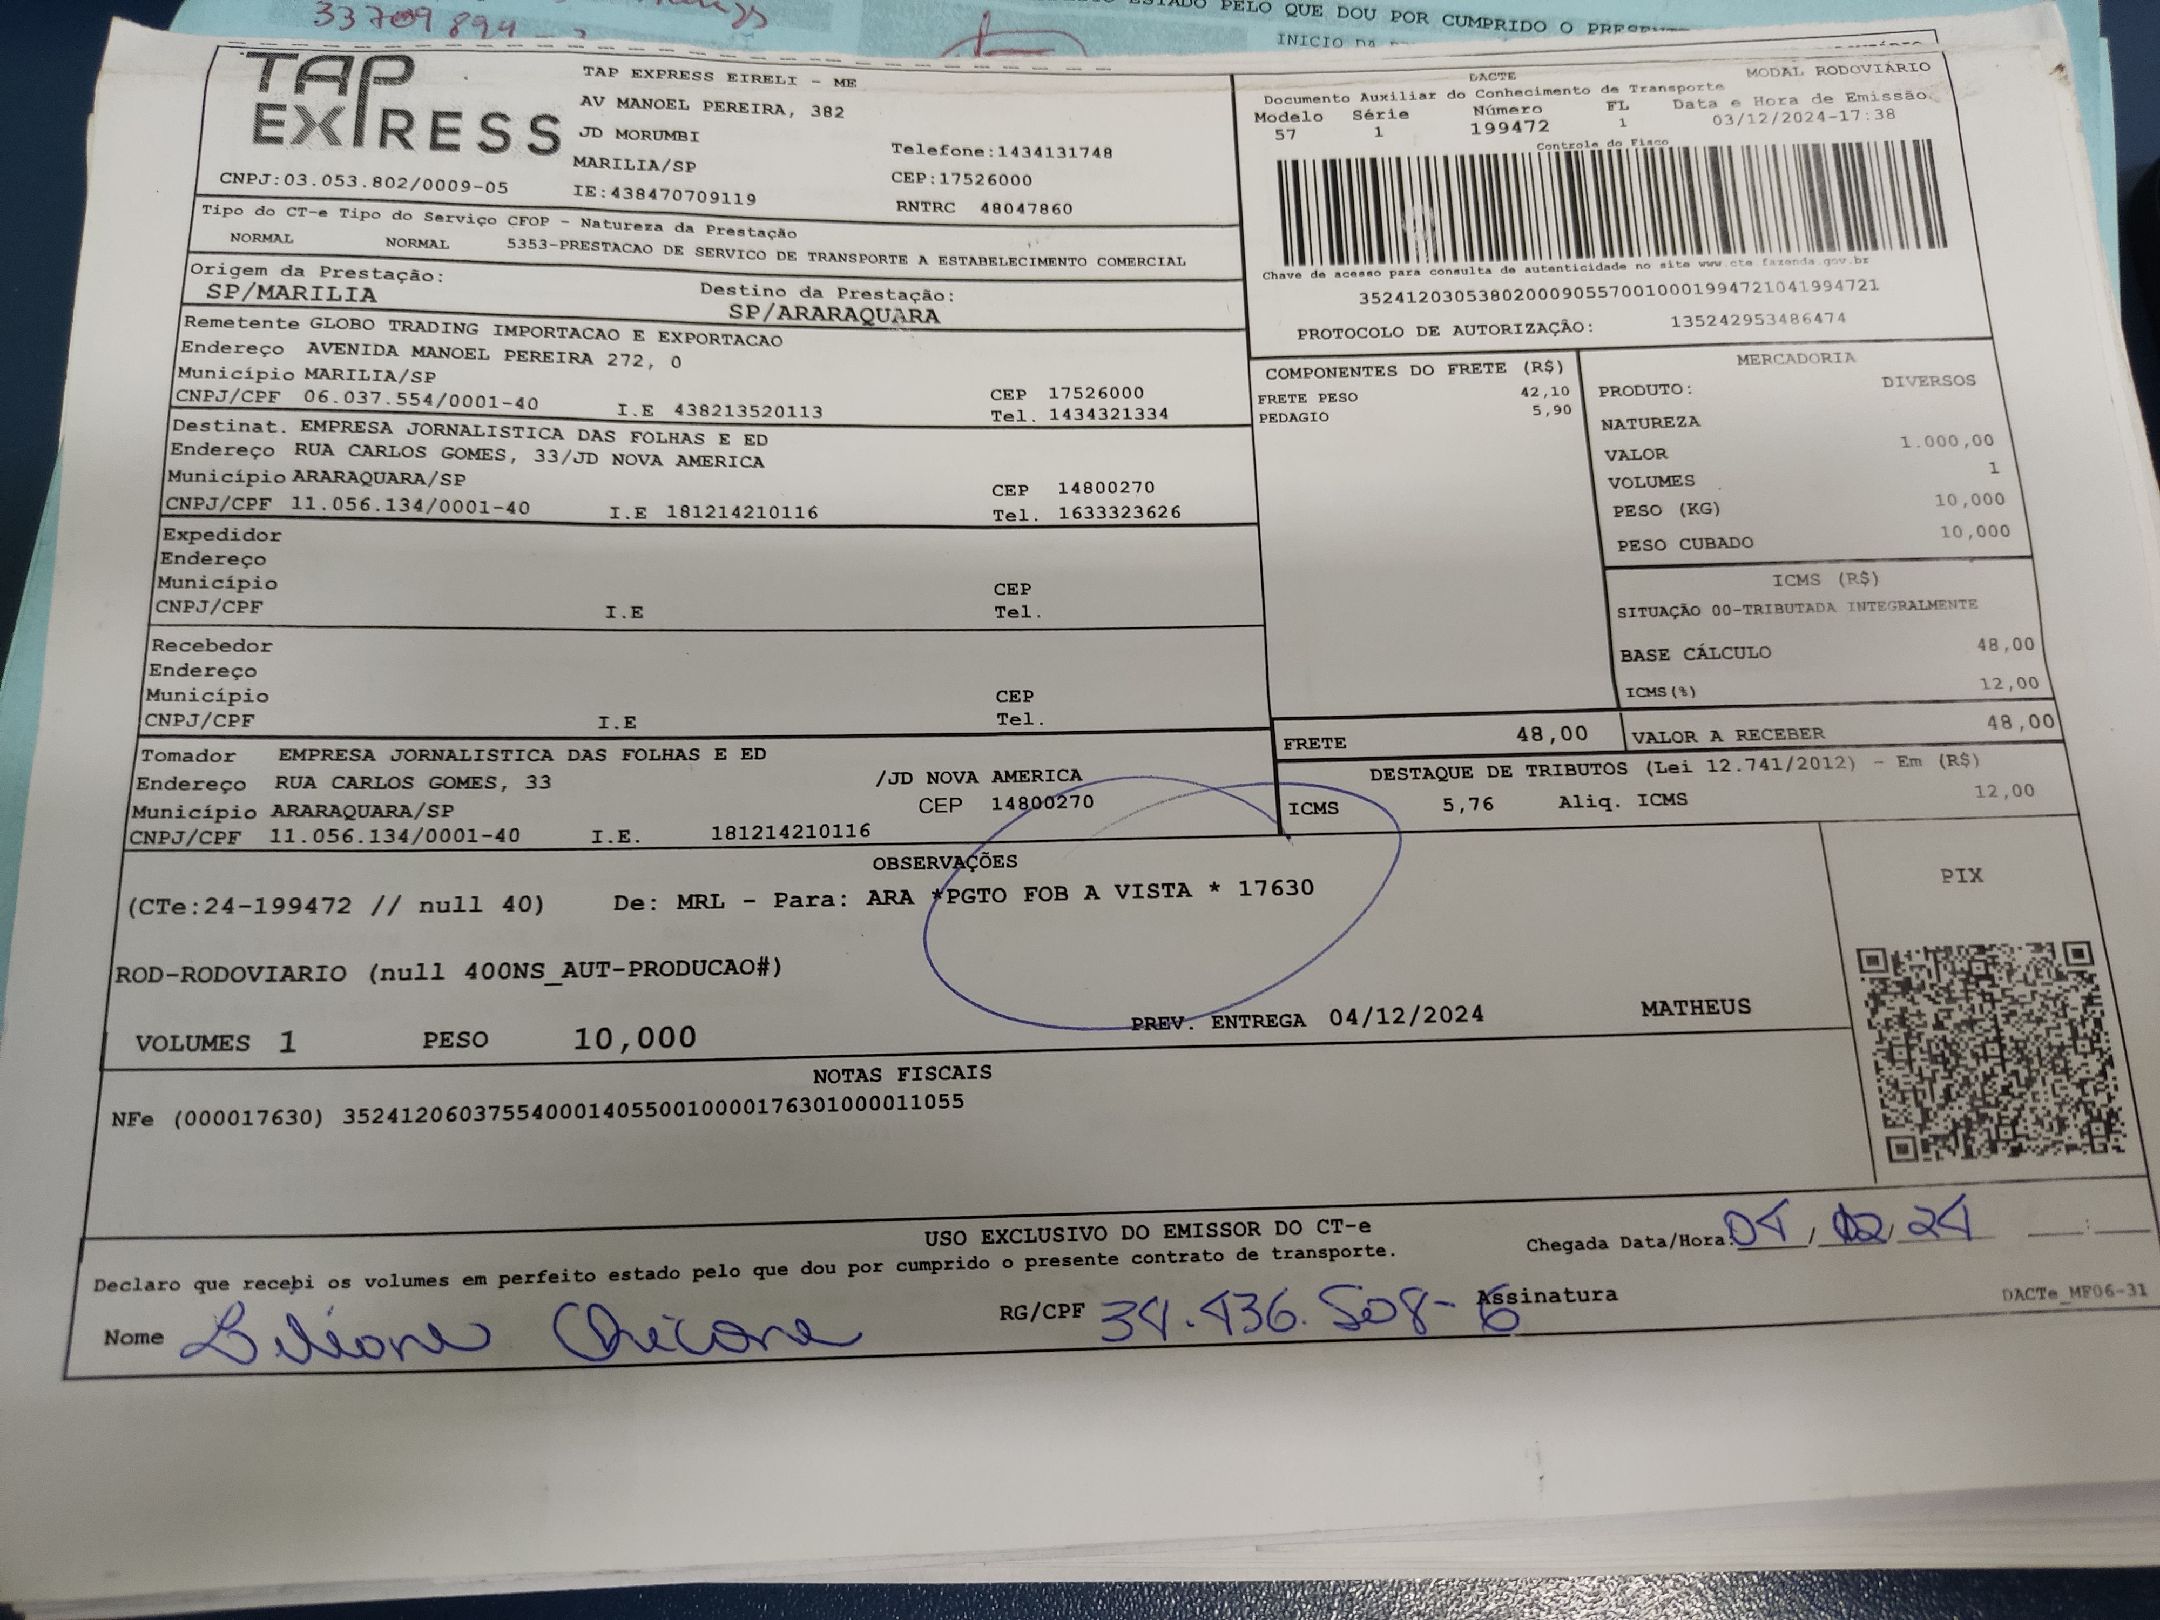 33709894-2
ESTADO PELO QUE DOU POR CUMPRIDO O
INICIO DA
TAP EXPRESS
TAP EXPRESS EIRELI - ME
AV MANOEL PEREIRA, 382
JD MORUMBI
MARILIA/SP
Telefone:1434131748
CEP:17526000
CNPJ:03.053.802/0009-05
IE:438470709119
RNTRC 48047860
DACTE
MODAL RODOVIÁRIO
Documento Auxiliar do Conhecimento de Transporte
Modelo Série Número FL Data e Hora de Emissão
57 1 199472 1 03/12/2024-17:38
Controle do Fisco
Chave de acesso para consulta de autenticidade no site www.cte.fazenda.gov.br
35241203053802000905570010001994721041994721
PROTOCOLO DE AUTORIZAÇÃO: 135242953486474
Tipo do CT-e Tipo do Serviço CFOP - Natureza da Prestação
NORMAL NORMAL 5353-PRESTACAO DE SERVICO DE TRANSPORTE A ESTABELECIMENTO COMERCIAL
Origem da Prestação:
SP/MARILIA
Destino da Prestação:
SP/ARARAQUARA
Remetente GLOBO TRADING IMPORTACAO E EXPORTACAO
Endereço AVENIDA MANOEL PEREIRA 272, 0
Município MARILIA/SP CEP 17526000
CNPJ/CPF 06.037.554/0001-40 I.E 438213520113 Tel. 1434321334
Destinat. EMPRESA JORNALISTICA DAS FOLHAS E ED
Endereço RUA CARLOS GOMES, 33/JD NOVA AMERICA
Município ARARAQUARA/SP CEP 14800270
CNPJ/CPF 11.056.134/0001-40 I.E 181214210116 Tel. 1633323626
Expedidor
Endereço
Município CEP
CNPJ/CPF I.E Tel.
Recebedor
Endereço
Município CEP
CNPJ/CPF I.E Tel.
Tomador EMPRESA JORNALISTICA DAS FOLHAS E ED
Endereço RUA CARLOS GOMES, 33 /JD NOVA AMERICA
Município ARARAQUARA/SP CEP 14800270
CNPJ/CPF 11.056.134/0001-40 I.E. 181214210116
COMPONENTES DO FRETE (R$)
FRETE PESO 42,10
PEDAGIO 5,90
MERCADORIA
PRODUTO: DIVERSOS
NATUREZA
VALOR 1.000,00
VOLUMES 1
PESO (KG) 10,000
PESO CUBADO 10,000
ICMS (R$)
SITUAÇÃO 00-TRIBUTADA INTEGRALMENTE
BASE CÁLCULO 48,00
ICMS(%) 12,00
FRETE 48,00 VALOR A RECEBER 48,00
DESTAQUE DE TRIBUTOS (Lei 12.741/2012) - Em (R$)
ICMS 5,76 Aliq. ICMS 12,00
OBSERVAÇÕES
(CTe:24-199472 // null 40) De: MRL - Para: ARA *PGTO FOB A VISTA * 17630
ROD-RODOVIARIO (null 400NS_AUT-PRODUCAO#)
VOLUMES 1 PESO 10,000 PREV. ENTREGA 04/12/2024 MATHEUS
PIX
NOTAS FISCAIS
NFe (000017630) 35241206037554000140550010000176301000011055
USO EXCLUSIVO DO EMISSOR DO CT-e
Declaro que recebi os volumes em perfeito estado pelo que dou por cumprido o presente contrato de transporte.
Chegada Data/Hora: 04/12/24 __:__
Nome Liliane Chicone RG/CPF 34.436.508-6 Assinatura
DACTe_MF06-31